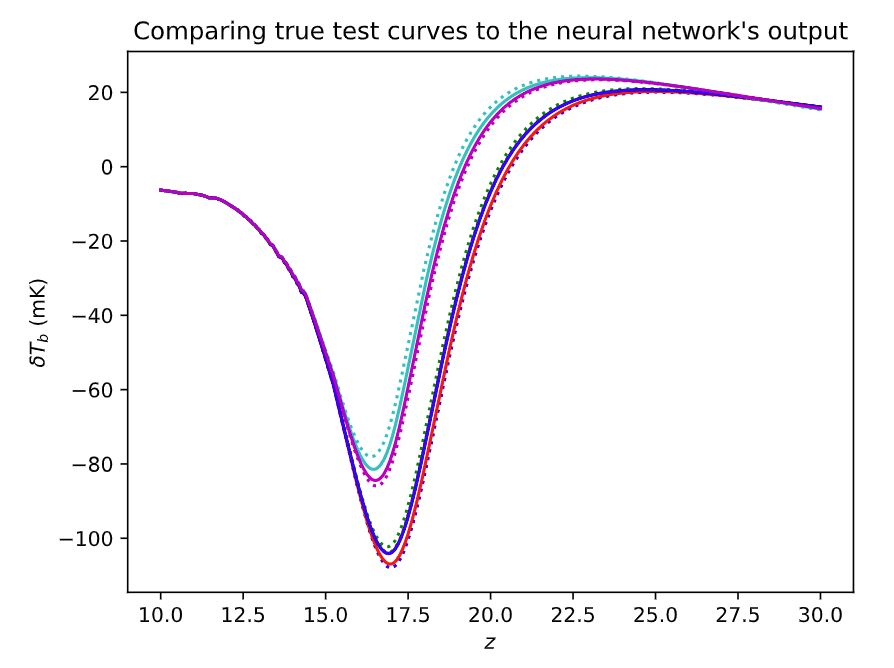 Comparing true test curves to the neural network's output
20
0
−20
−40
−60
−80
−100
δT_b (mK)
10.0 12.5 15.0 17.5 20.0 22.5 25.0 27.5 30.0
z